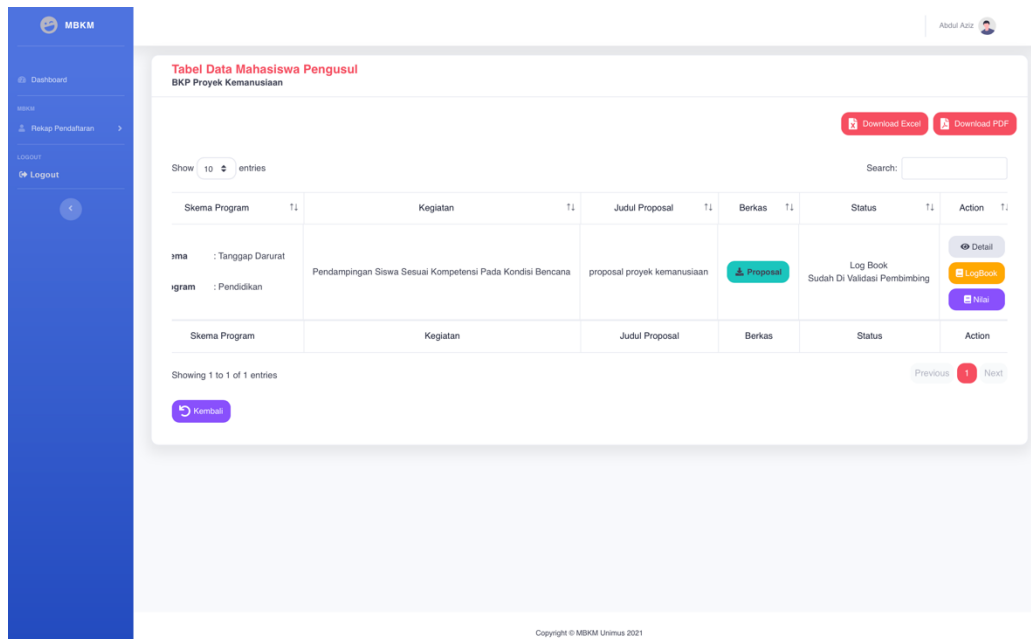 MBKM
Abdul Aziz
Dashboard
MBKM
Rekap Pendaftaran
LOGOUT
Logout
Tabel Data Mahasiswa Pengusul
BKP Proyek Kemanusiaan
Download Excel
Download PDF
Show 10 entries
Search:
Skema Program
Kegiatan
Judul Proposal
Berkas
Status
Action
ema : Tanggap Darurat
ogram : Pendidikan
Pendampingan Siswa Sesuai Kompetensi Pada Kondisi Bencana
proposal proyek kemanusiaan
Proposal
Log Book
Sudah Di Validasi Pembimbing
Detail
LogBook
Nilai
Skema Program
Kegiatan
Judul Proposal
Berkas
Status
Action
Showing 1 to 1 of 1 entries
Previous 1 Next
Kembali
Copyright © MBKM Unimus 2021